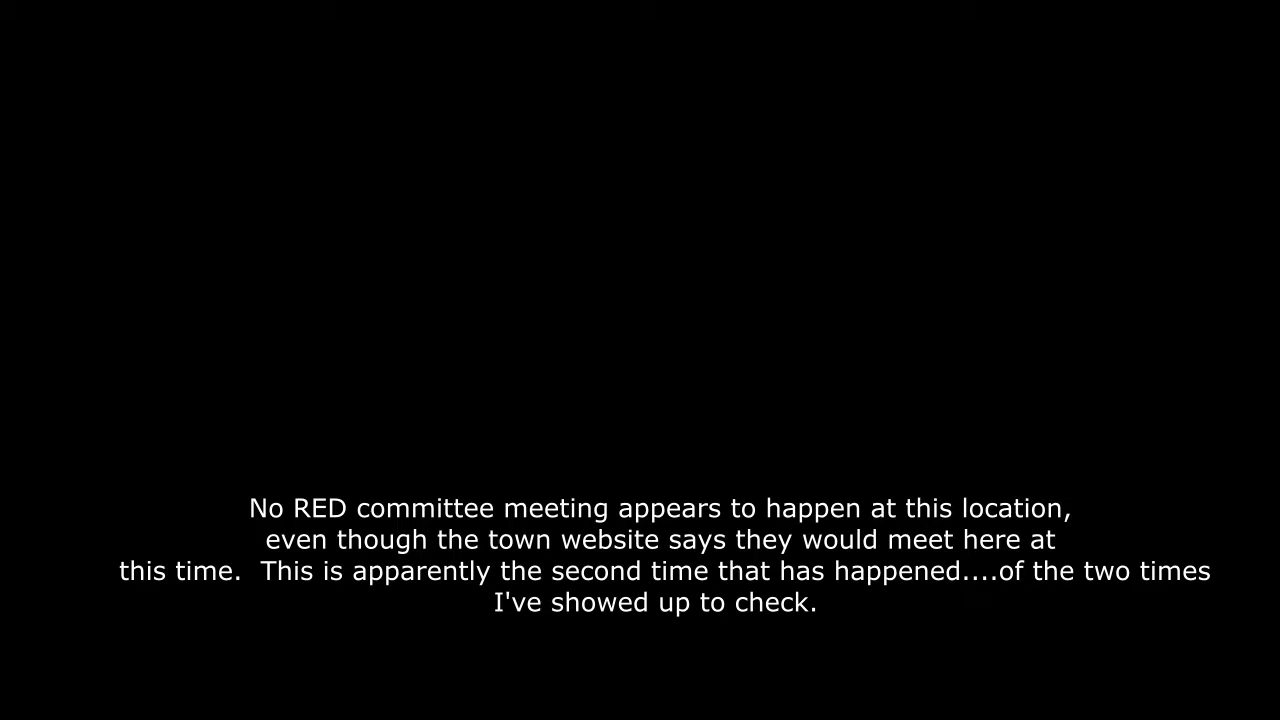 No RED committee meeting appears to happen at this location,
even though the town website says they would meet here at
this time.  This is apparently the second time that has happened....of the two times
I've showed up to check.